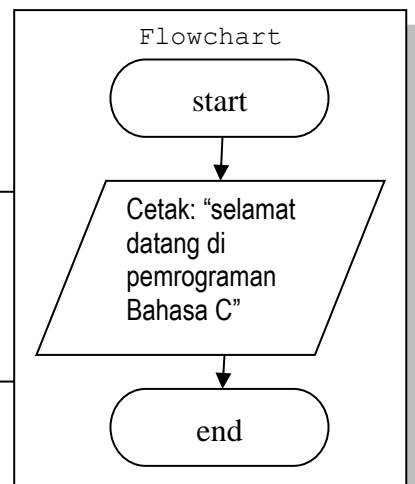 Flowchart
start
Cetak: “selamat
datang di
pemrograman
Bahasa C”
end